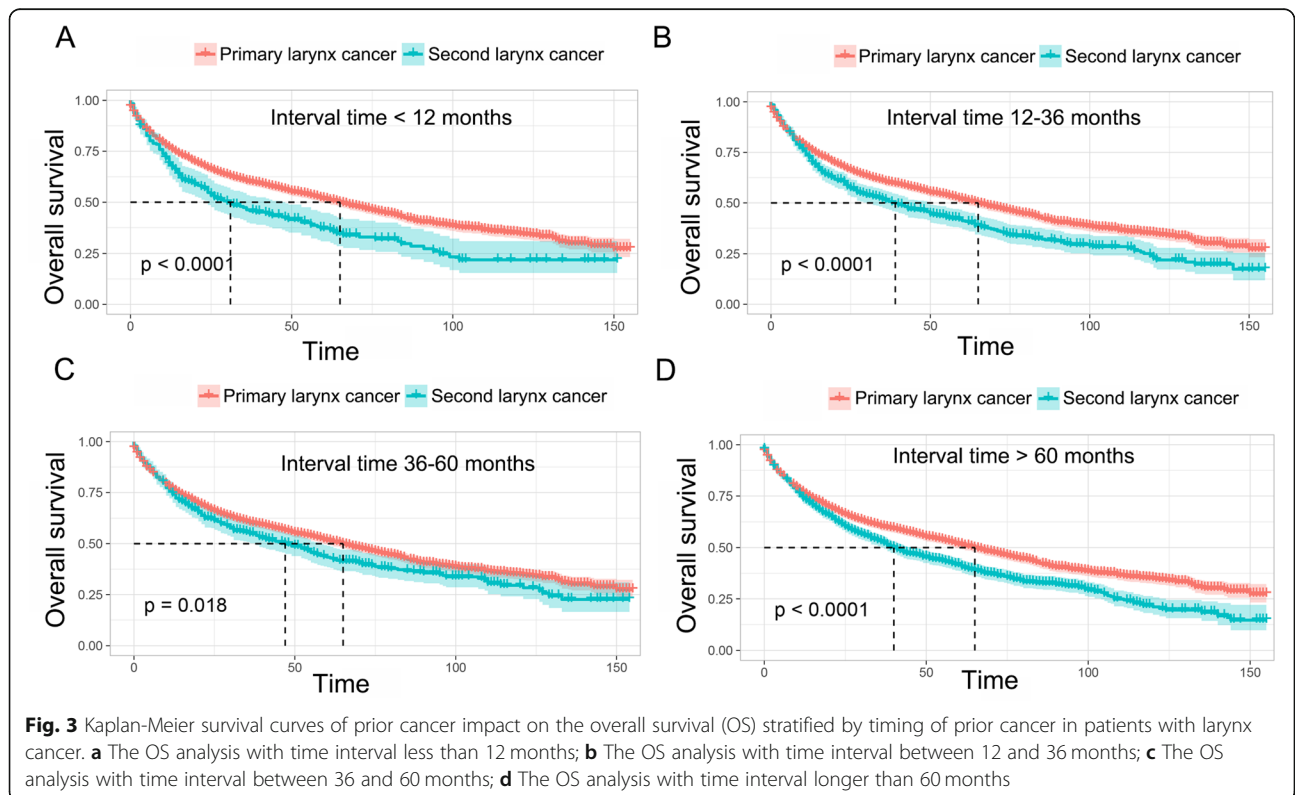 A
Primary larynx cancer Second larynx cancer
Interval time < 12 months
Overall survival
1.00
0.75
0.50
0.25
0.00
p < 0.0001
0 50 100 150
Time
B
Primary larynx cancer Second larynx cancer
Interval time 12-36 months
Overall survival
1.00
0.75
0.50
0.25
0.00
p < 0.0001
0 50 100 150
Time
C
Primary larynx cancer Second larynx cancer
Interval time 36-60 months
Overall survival
1.00
0.75
0.50
0.25
0.00
p = 0.018
0 50 100 150
Time
D
Primary larynx cancer Second larynx cancer
Interval time > 60 months
Overall survival
1.00
0.75
0.50
0.25
0.00
p < 0.0001
0 50 100 150
Time
Fig. 3 Kaplan-Meier survival curves of prior cancer impact on the overall survival (OS) stratified by timing of prior cancer in patients with larynx
cancer. a The OS analysis with time interval less than 12 months; b The OS analysis with time interval between 12 and 36 months; c The OS
analysis with time interval between 36 and 60 months; d The OS analysis with time interval longer than 60 months